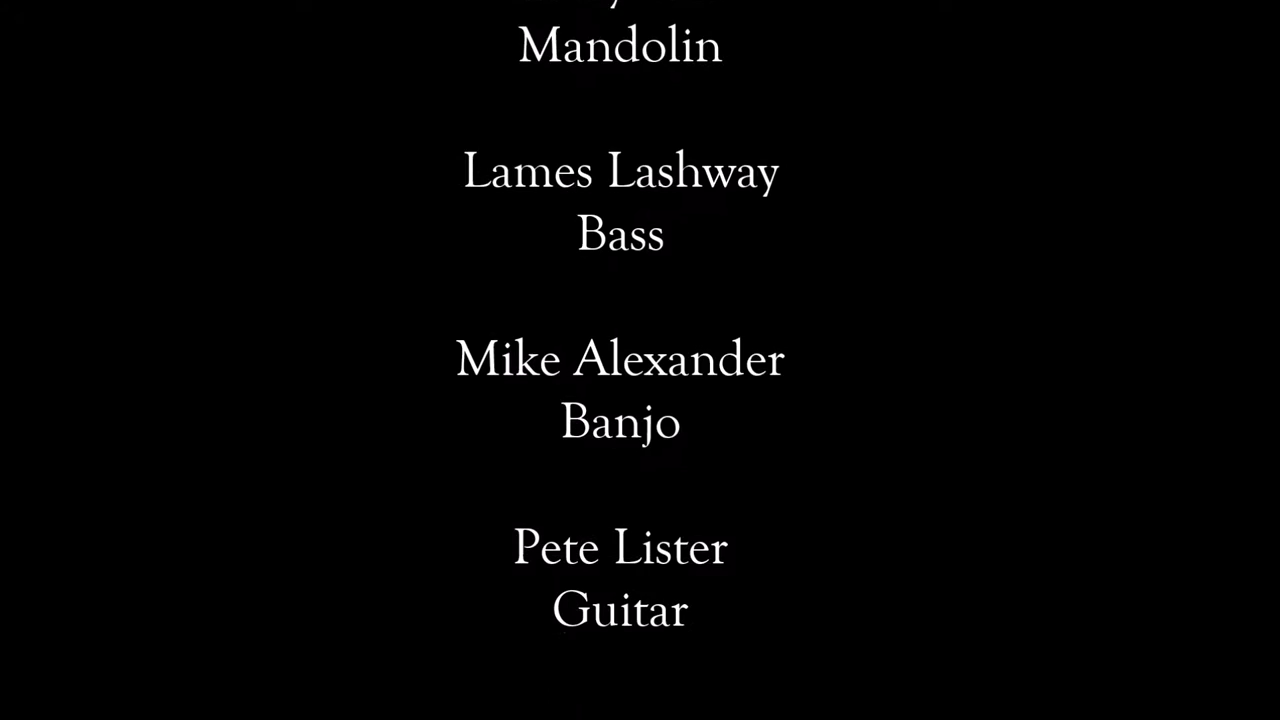 Mandolin
Lames Lashway
Bass
Mike Alexander
Banjo
Pete Lister
Guitar